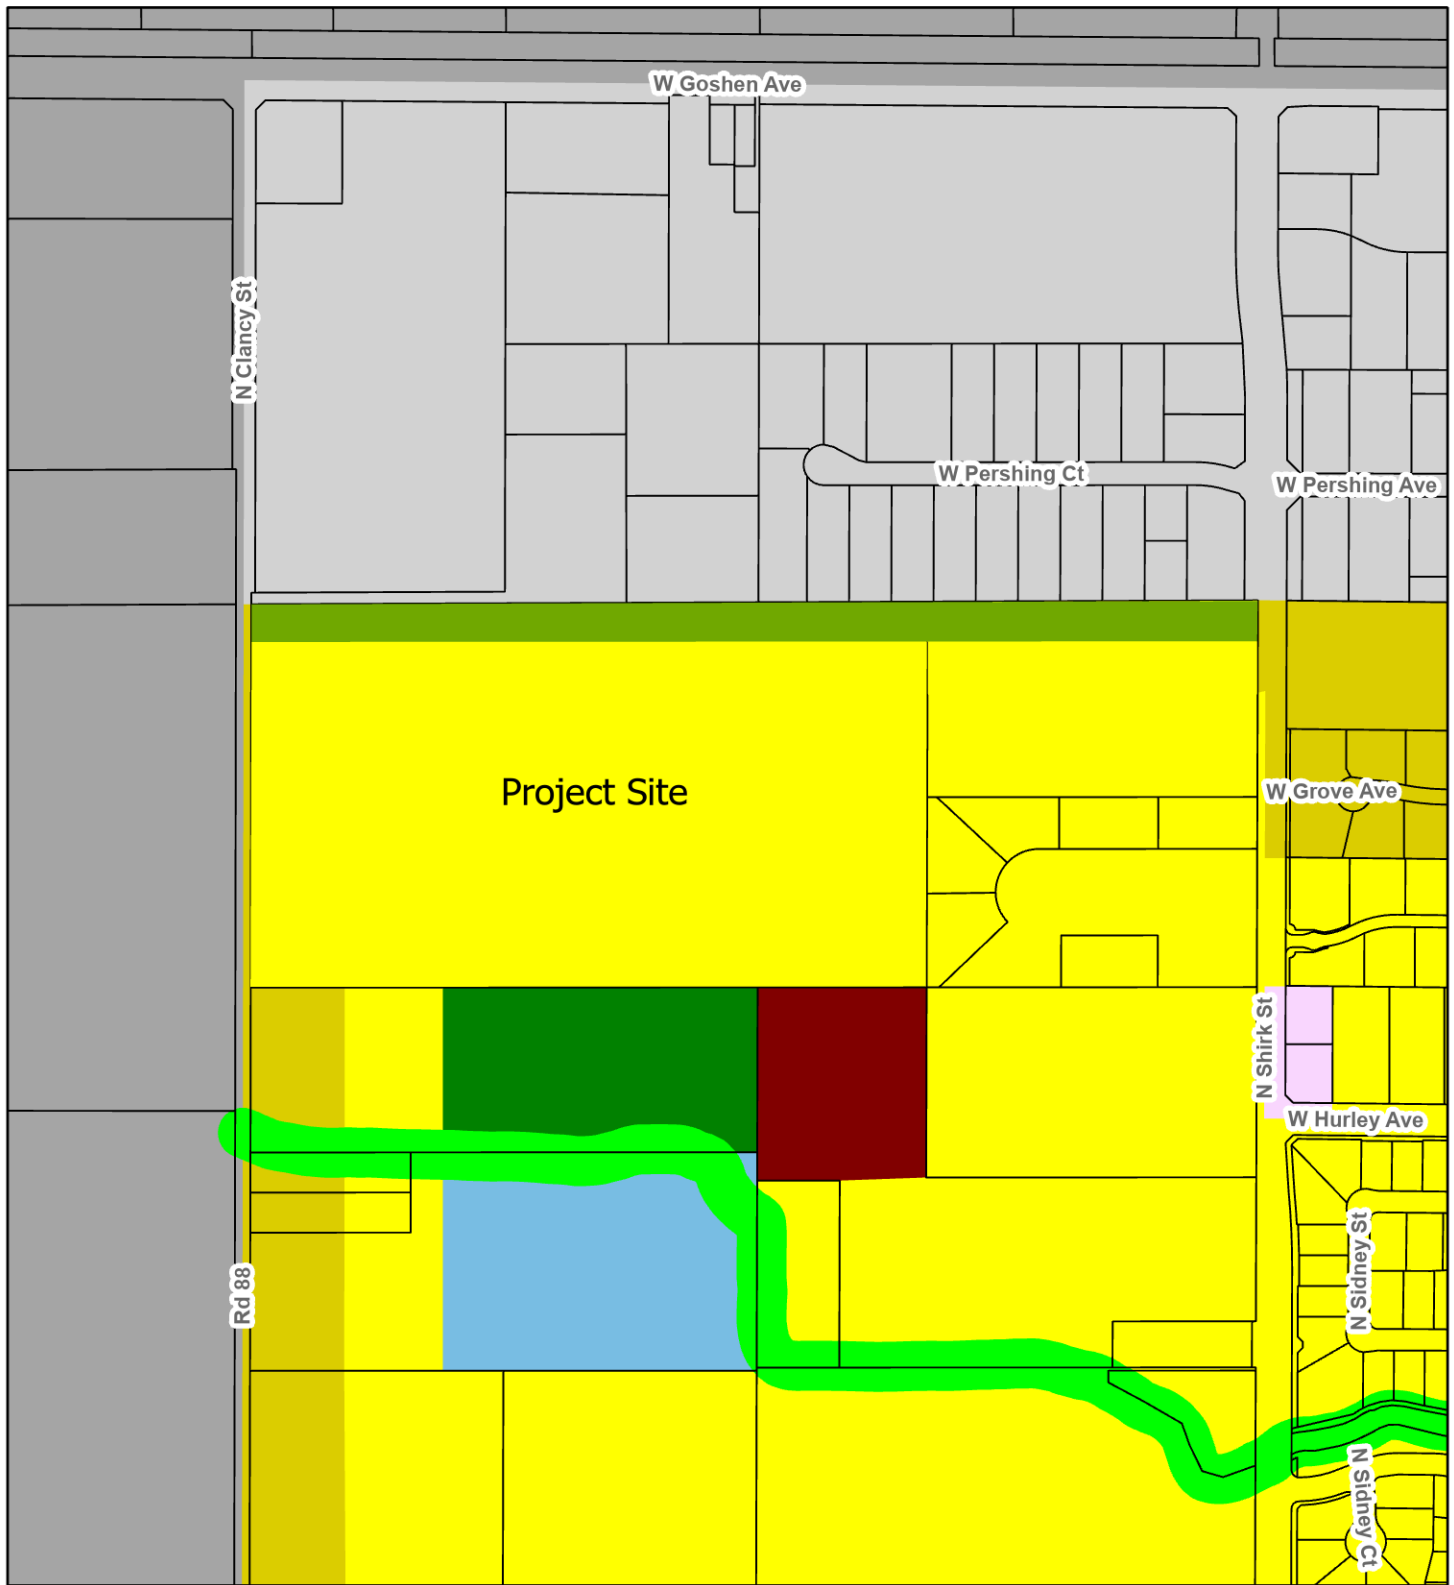 W Goshen Ave
N Clancy St
W Pershing Ct
W Pershing Ave
Project Site
W Grove Ave
N Shirk St
W Hurley Ave
N Sidney St
Rd 88
N Sidney Ct